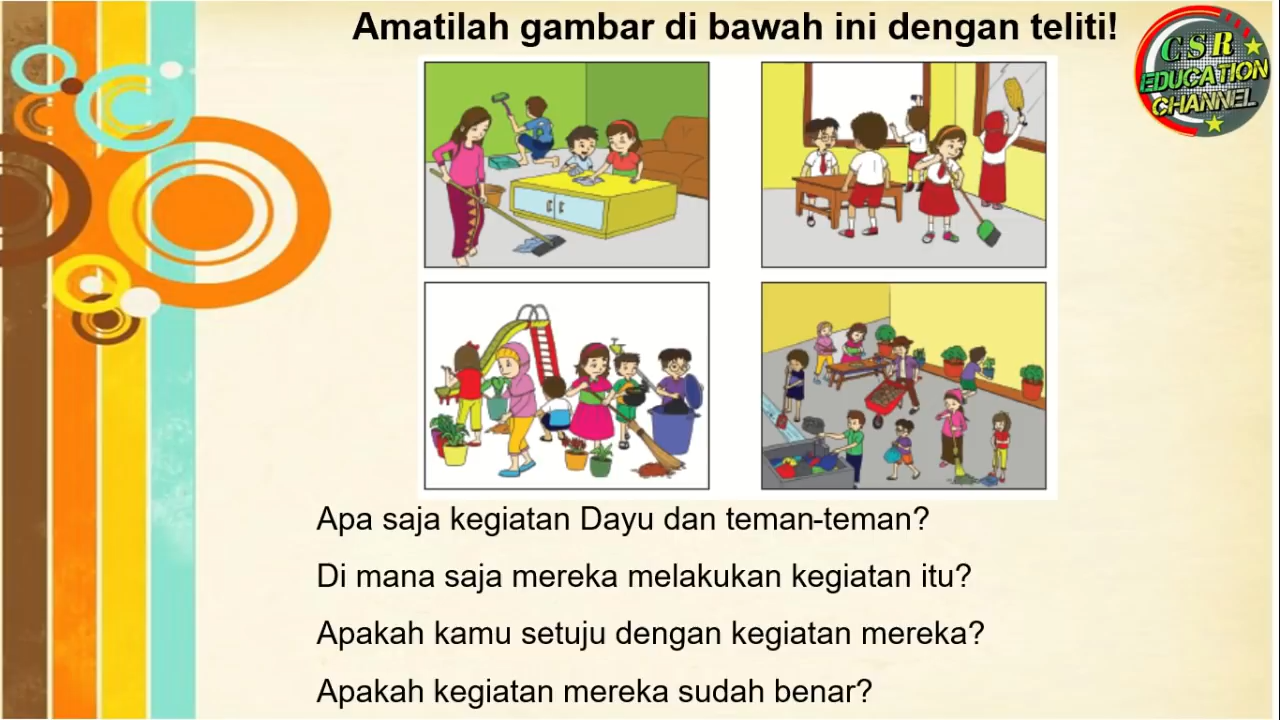 Amatilah gambar di bawah ini dengan teliti!
CSR
EDUCATION
CHANNEL
Apa saja kegiatan Dayu dan teman-teman?
Di mana saja mereka melakukan kegiatan itu?
Apakah kamu setuju dengan kegiatan mereka?
Apakah kegiatan mereka sudah benar?